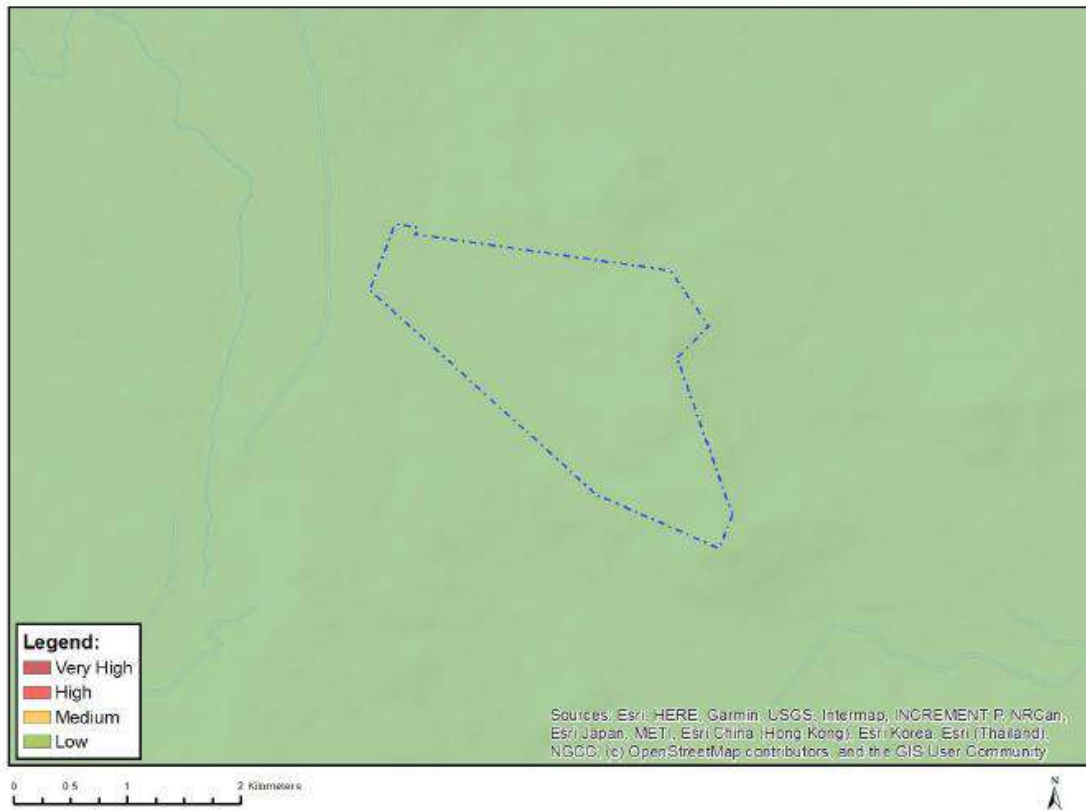 Legend:
Very High
High
Medium
Low
Sources: Esri, HERE, Garmin, USGS, Intermap, INCREMENT P, NRCan,
Esri Japan, METI, Esri China (Hong Kong), Esri Korea, Esri (Thailand),
NGCC, (c) OpenStreetMap contributors, and the GIS User Community
0 0.5 1 2 Kilometers
N